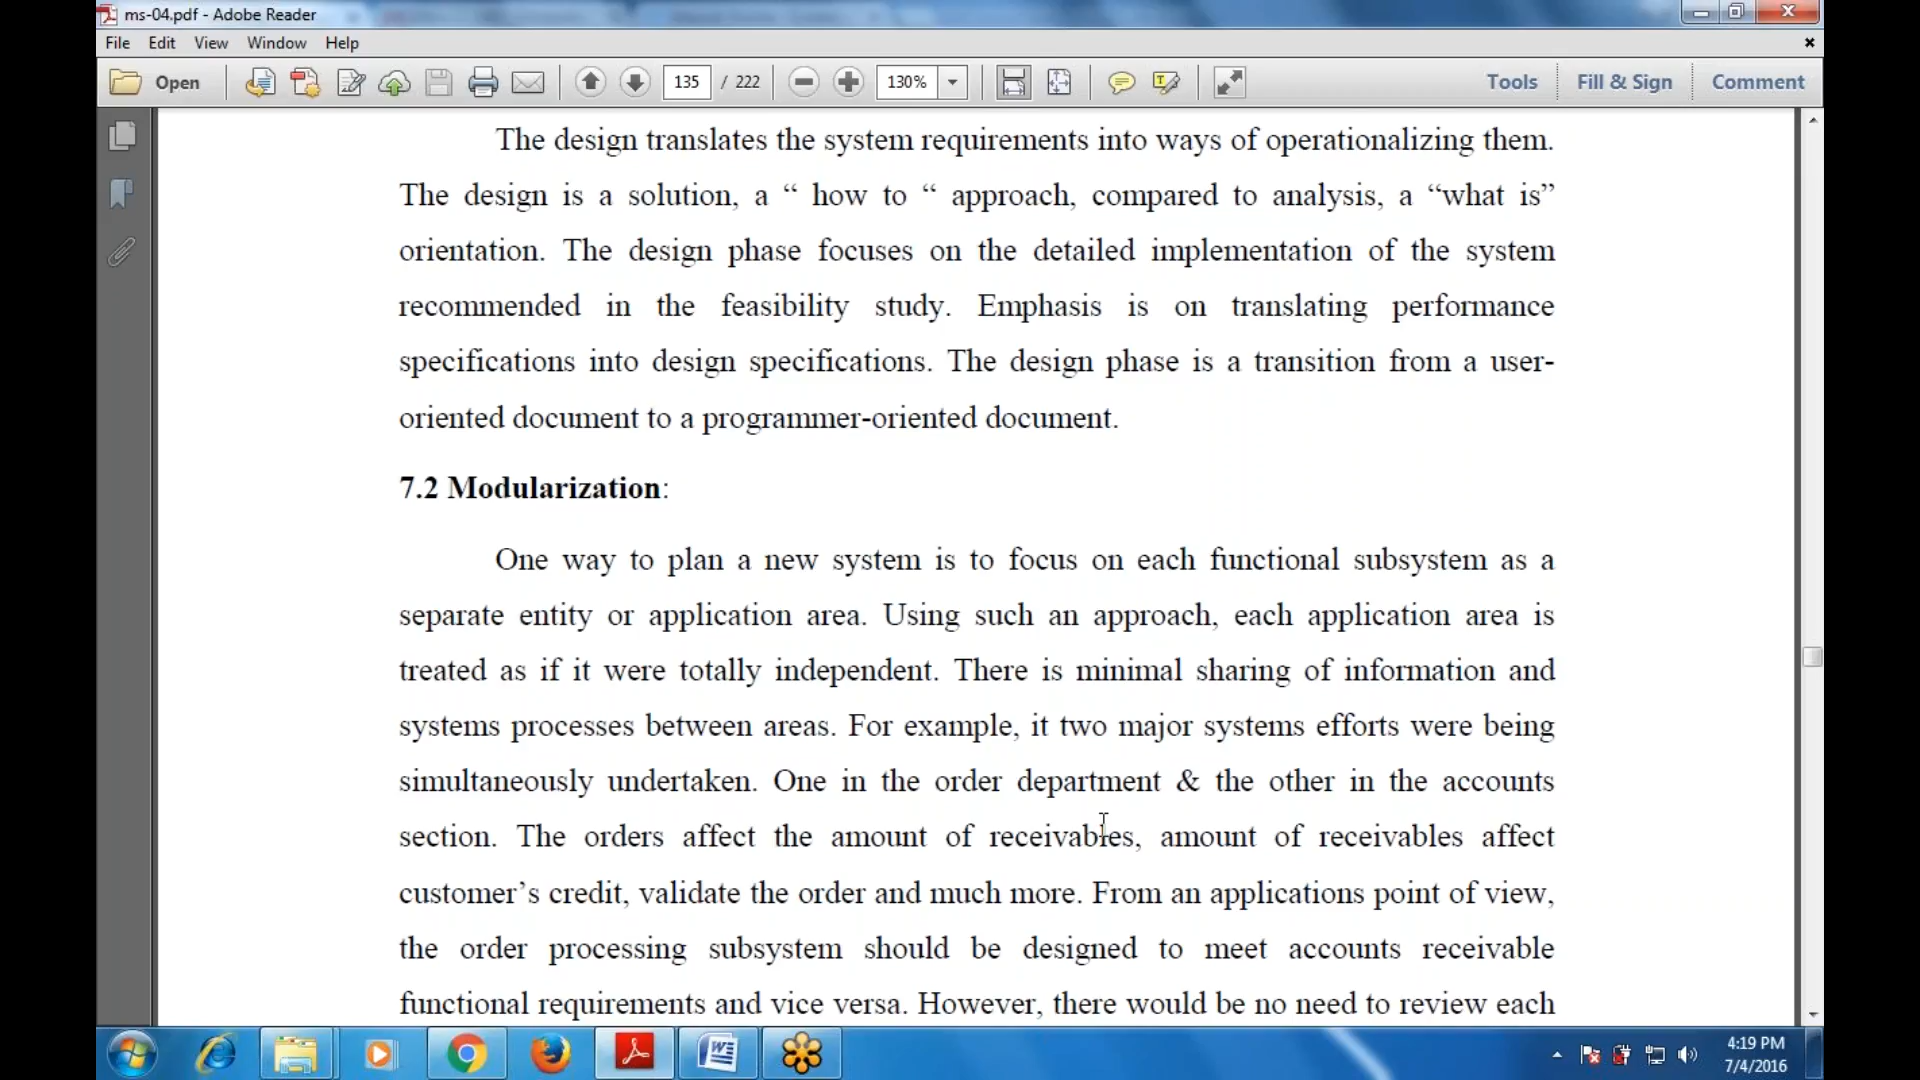 ms-04.pdf - Adobe Reader
File Edit View Window Help
Open 135 / 222 130% Tools Fill & Sign Comment
The design translates the system requirements into ways of operationalizing them.
The design is a solution, a “ how to “ approach, compared to analysis, a “what is”
orientation. The design phase focuses on the detailed implementation of the system
recommended in the feasibility study. Emphasis is on translating performance
specifications into design specifications. The design phase is a transition from a user-
oriented document to a programmer-oriented document.
7.2 Modularization:
One way to plan a new system is to focus on each functional subsystem as a
separate entity or application area. Using such an approach, each application area is
treated as if it were totally independent. There is minimal sharing of information and
systems processes between areas. For example, it two major systems efforts were being
simultaneously undertaken. One in the order department & the other in the accounts
section. The orders affect the amount of receivables, amount of receivables affect
customer’s credit, validate the order and much more. From an applications point of view,
the order processing subsystem should be designed to meet accounts receivable
functional requirements and vice versa. However, there would be no need to review each
4:19 PM
7/4/2016